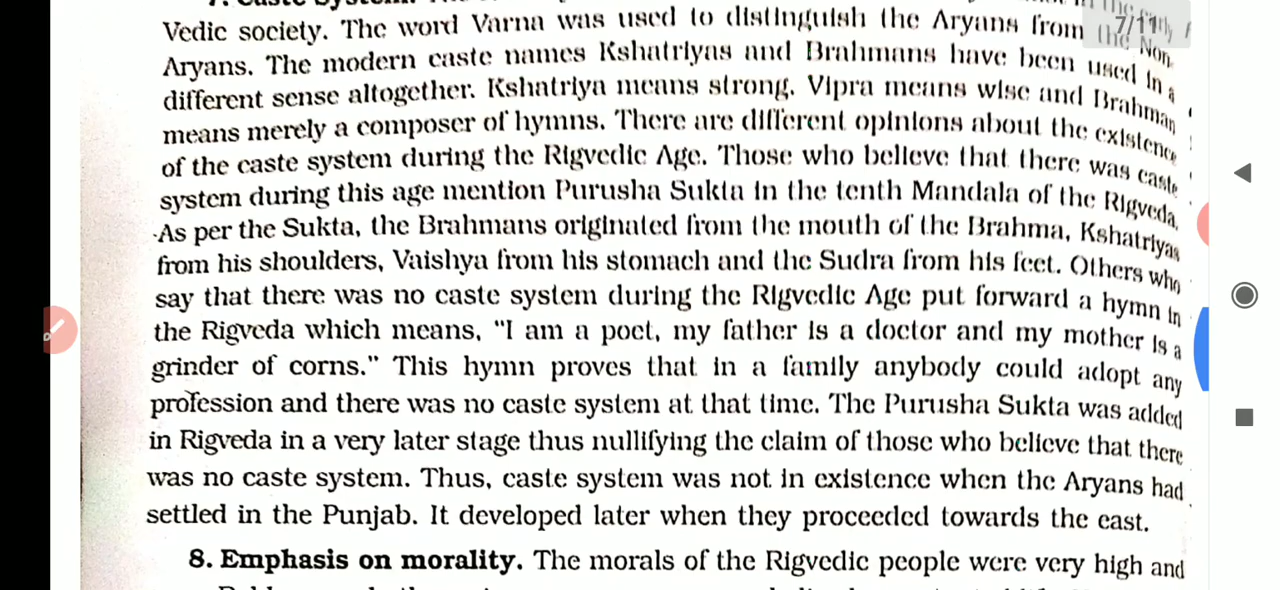 7. Caste System.
Vedic society. The word Varna was used to distinguish the Aryans from the Non
Aryans. The modern caste names Kshatriyas and Brahmans have been used in a
different sense altogether. Kshatriya means strong. Vipra means wise and Brahman
means merely a composer of hymns. There are different opinions about the existence
of the caste system during the Rigvedic Age. Those who believe that there was caste
system during this age mention Purusha Sukta in the tenth Mandala of the Rigveda.
As per the Sukta, the Brahmans originated from the mouth of the Brahma, Kshatriyas
from his shoulders, Vaishya from his stomach and the Sudra from his feet. Others who
say that there was no caste system during the Rigvedic Age put forward a hymn in
the Rigveda which means, "I am a poet, my father is a doctor and my mother is a
grinder of corns." This hymn proves that in a family anybody could adopt any
profession and there was no caste system at that time. The Purusha Sukta was added
in Rigveda in a very later stage thus nullifying the claim of those who believe that there
was no caste system. Thus, caste system was not in existence when the Aryans had
settled in the Punjab. It developed later when they proceeded towards the east.
8. Emphasis on morality. The morals of the Rigvedic people were very high and
7/11